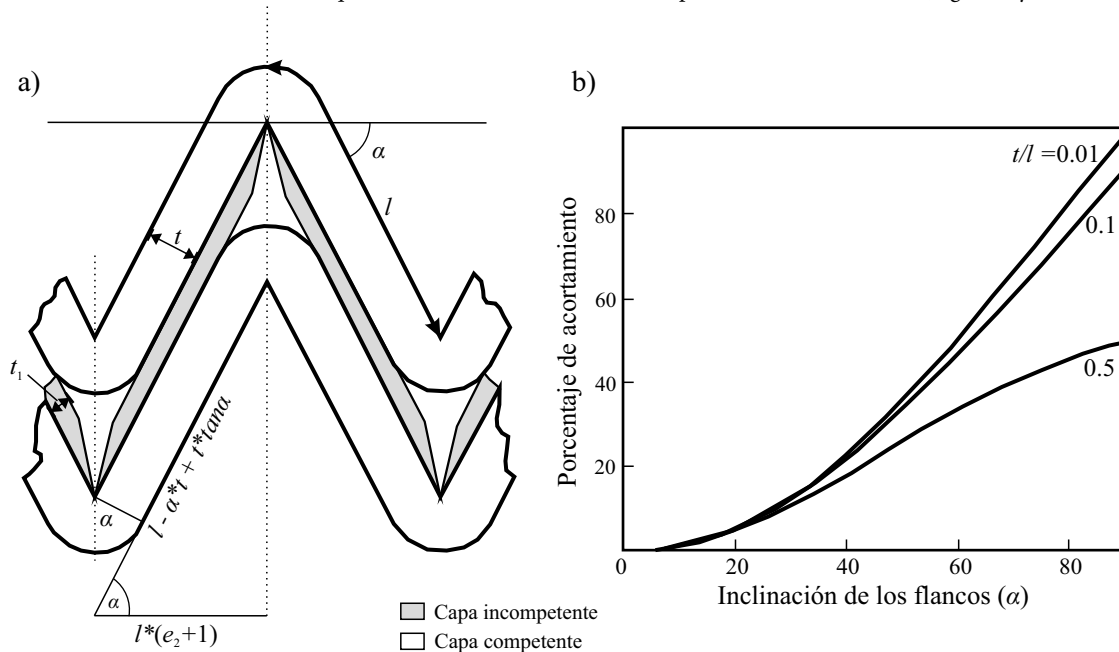 a)
α
l
t
t₁
α
l - α*t + t*tanα
α
l*(e₂+1)
Capa incompetente
Capa competente
b)
t/l =0.01
0.1
0.5
Porcentaje de acortamiento
80
60
40
20
0 20 40 60 80
Inclinación de los flancos (α)